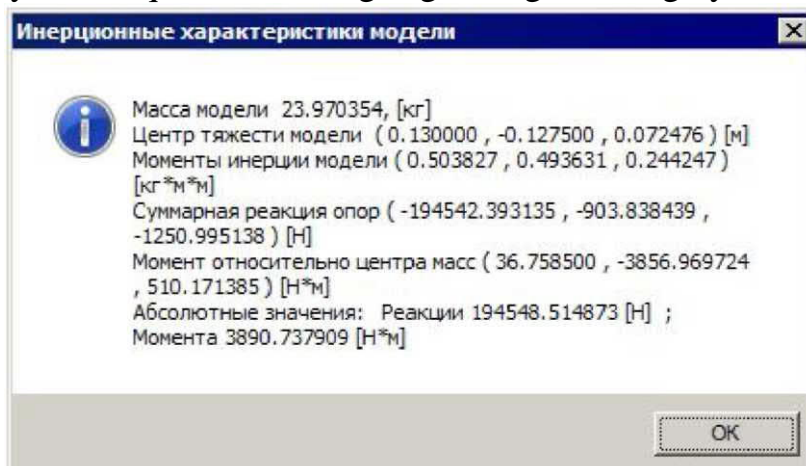 Инерционные характеристики модели
Масса модели 23.970354, [кг]
Центр тяжести модели ( 0.130000 , -0.127500 , 0.072476 ) [м]
Моменты инерции модели ( 0.503827 , 0.493631 , 0.244247 )
[кг*м*м]
Суммарная реакция опор ( -194542.393135 , -903.838439 ,
-1250.995138 ) [Н]
Момент относительно центра масс ( 36.758500 , -3856.969724
, 510.171385 ) [Н*м]
Абсолютные значения: Реакции 194548.514873 [Н] ;
Момента 3890.737909 [Н*м]
ОК